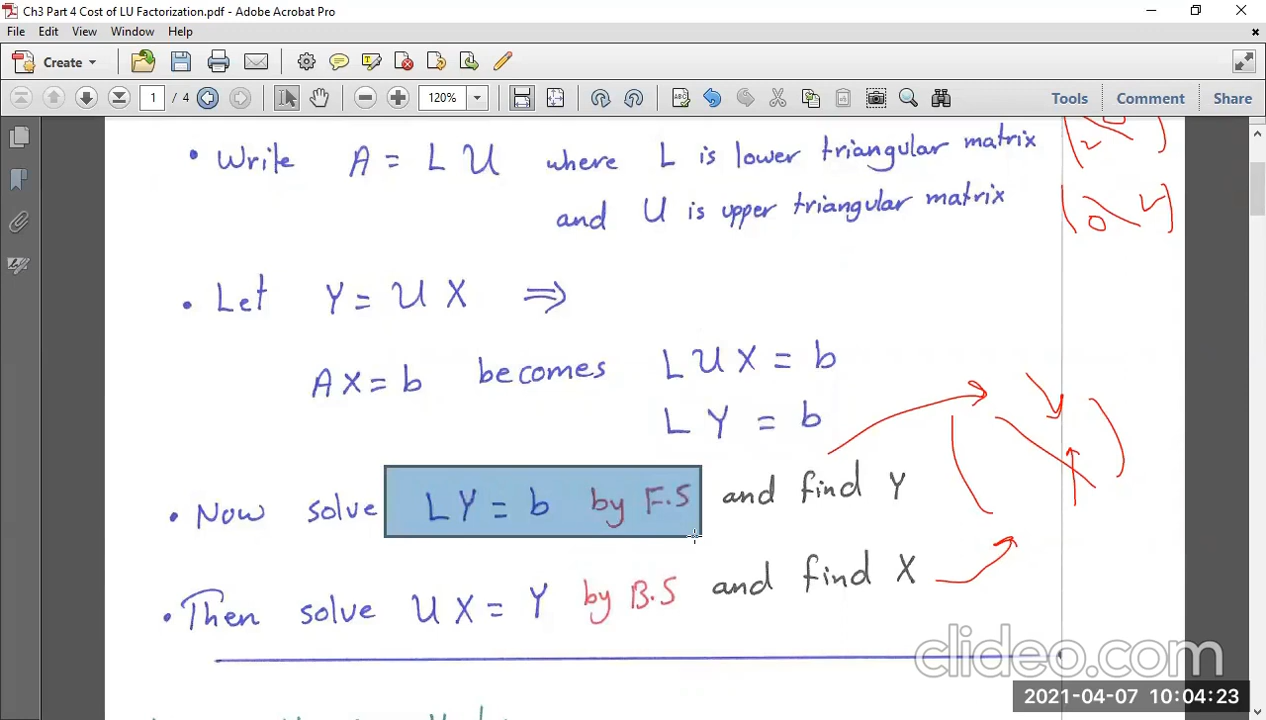 Ch3 Part 4 Cost of LU Factorization.pdf - Adobe Acrobat Pro
File Edit View Window Help
Create
1 / 4 120% Tools Comment Share
• Write A = L U where L is lower triangular matrix
and U is upper triangular matrix
• Let Y = U X ⇒
A X = b becomes L U X = b
L Y = b
• Now solve L Y = b by F.S and find Y
• Then solve U X = Y by B.S and find X
clideo.com
2021-04-07 10:04:23